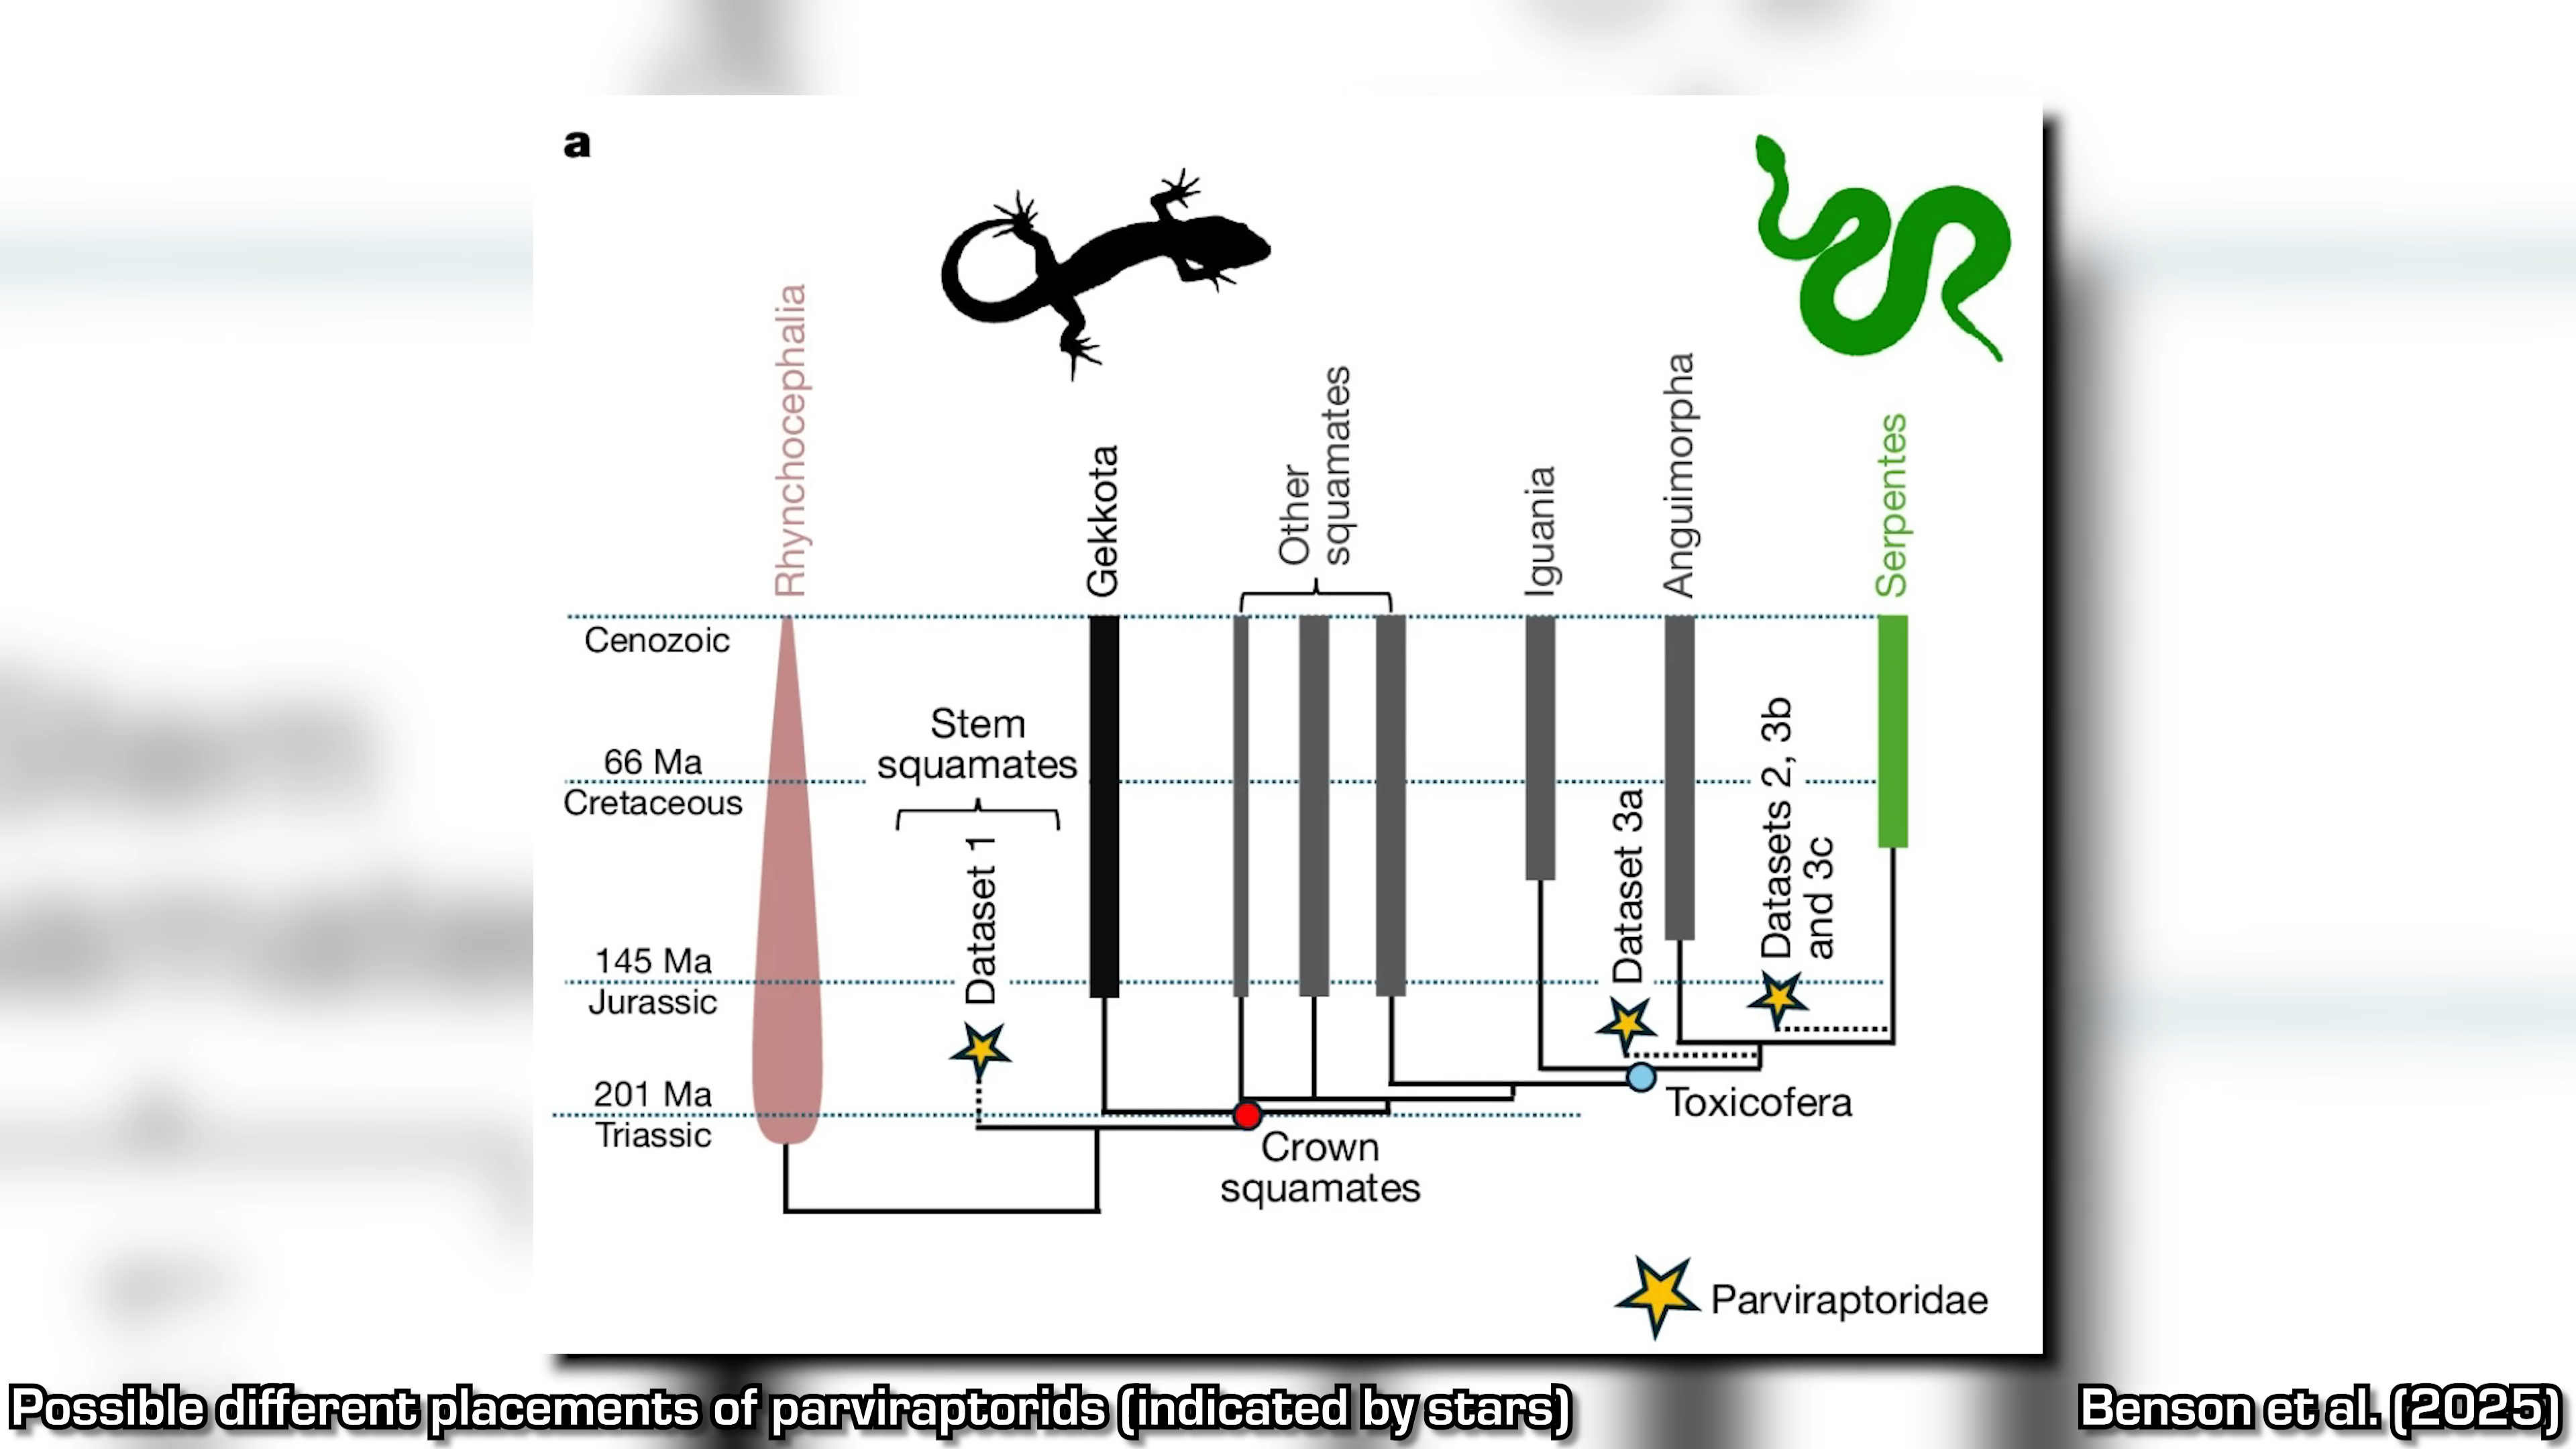 a
Rhynchocephalia
Gekkota
Other
squamates
Iguania
Anguimorpha
Serpentes
Cenozoic
66 Ma
Cretaceous
145 Ma
Jurassic
201 Ma
Triassic
Stem
squamates
Dataset 1
Dataset 3a
Datasets 2, 3b
and 3c
Toxicofera
Crown
squamates
Parviraptoridae
Possible different placements of parviraptorids (indicated by stars)
Benson et al. (2025)